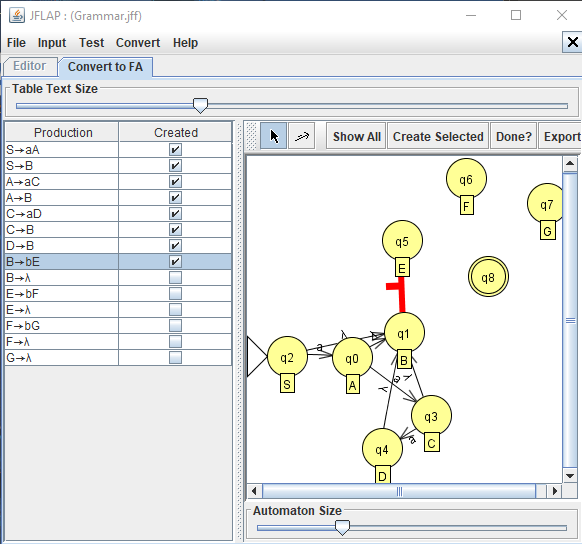 JFLAP : (Grammar.jff)
File Input Test Convert Help
Editor Convert to FA
Table Text Size
Production Created
S→aA
S→B
A→aC
A→B
C→aD
C→B
D→B
B→bE
B→λ
E→bF
E→λ
F→bG
F→λ
G→λ
Show All Create Selected Done? Export
q6
F
q7
G
q5
E
q8
q1
B
λ
a
q2
S
q0
A
λ
a
λ
q3
C
a
q4
D
Automaton Size